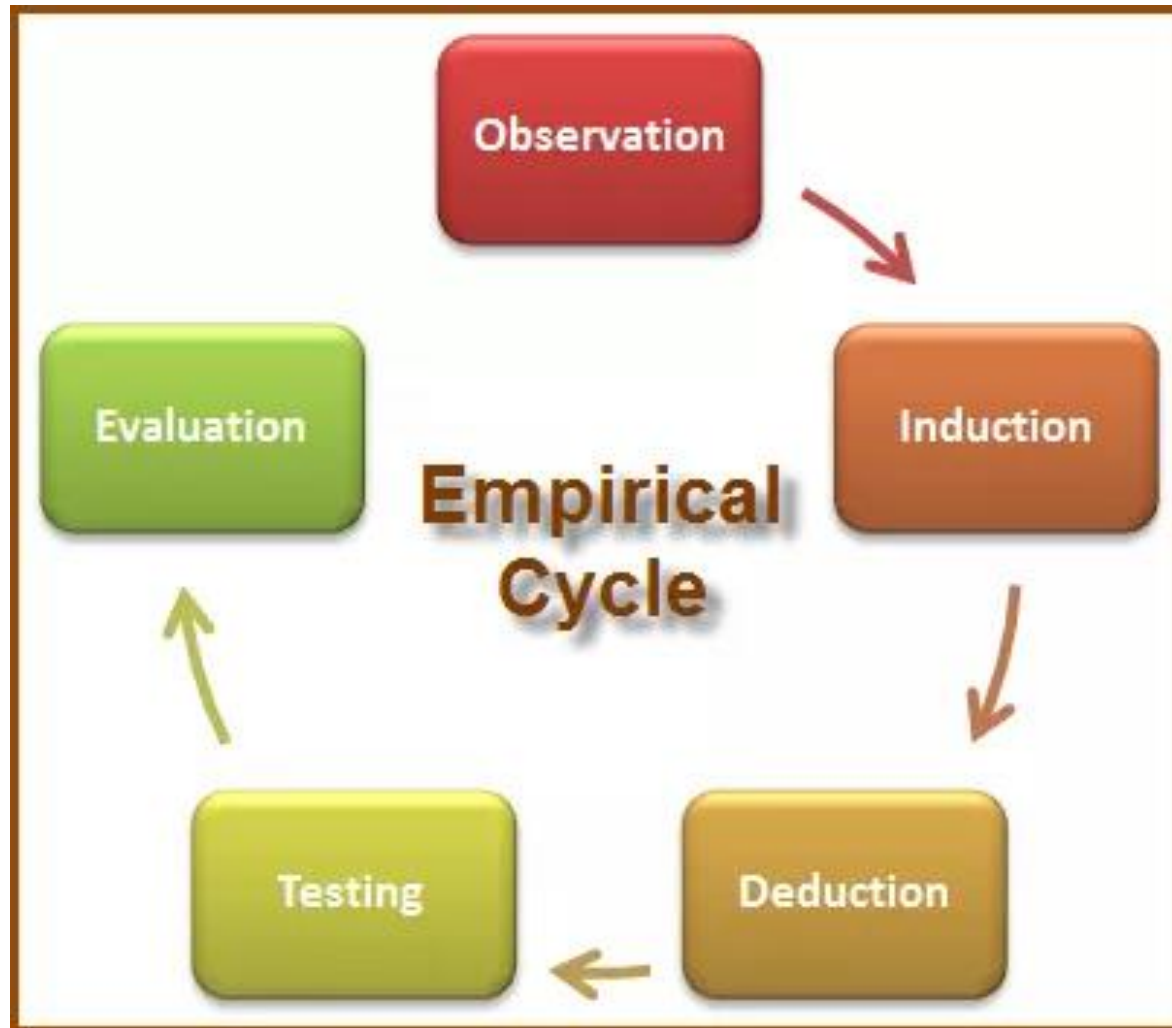 Observation
Induction
Deduction
Testing
Evaluation
Empirical
Cycle